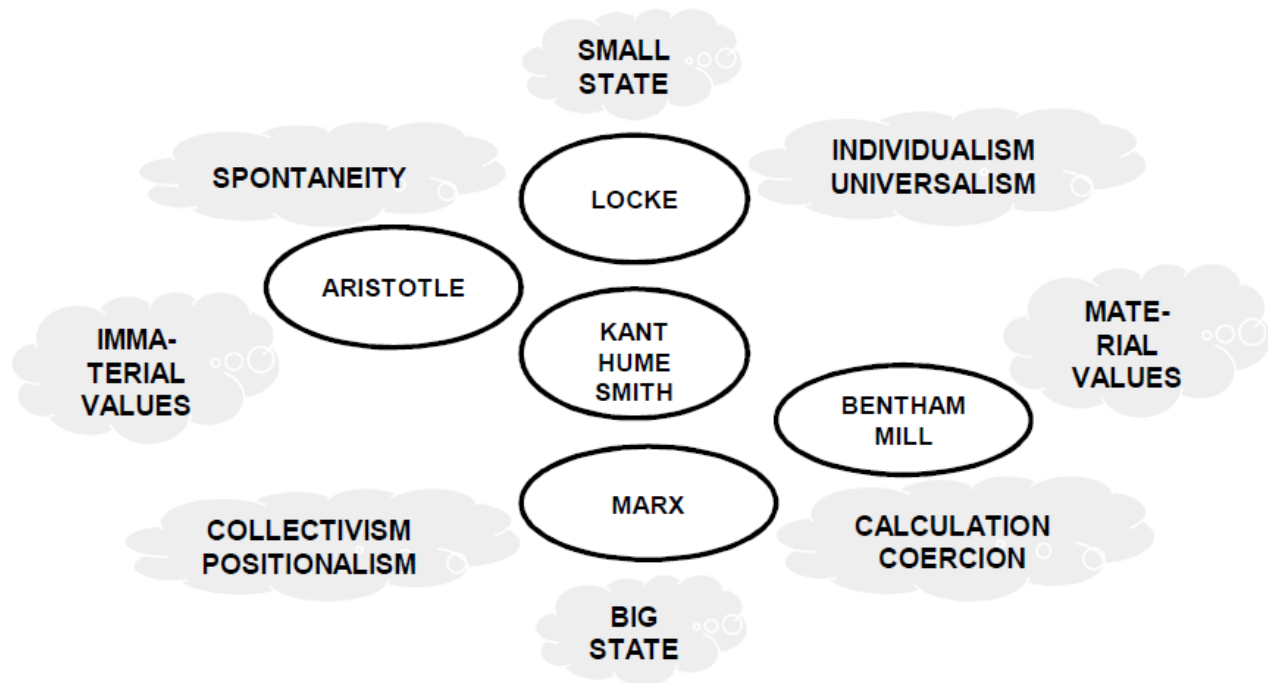 SMALL
STATE
SPONTANEITY
INDIVIDUALISM
UNIVERSALISM
LOCKE
ARISTOTLE
IMMA-
TERIAL
VALUES
KANT
HUME
SMITH
MATE-
RIAL
VALUES
BENTHAM
MILL
MARX
COLLECTIVISM
POSITIONALISM
CALCULATION
COERCION
BIG
STATE